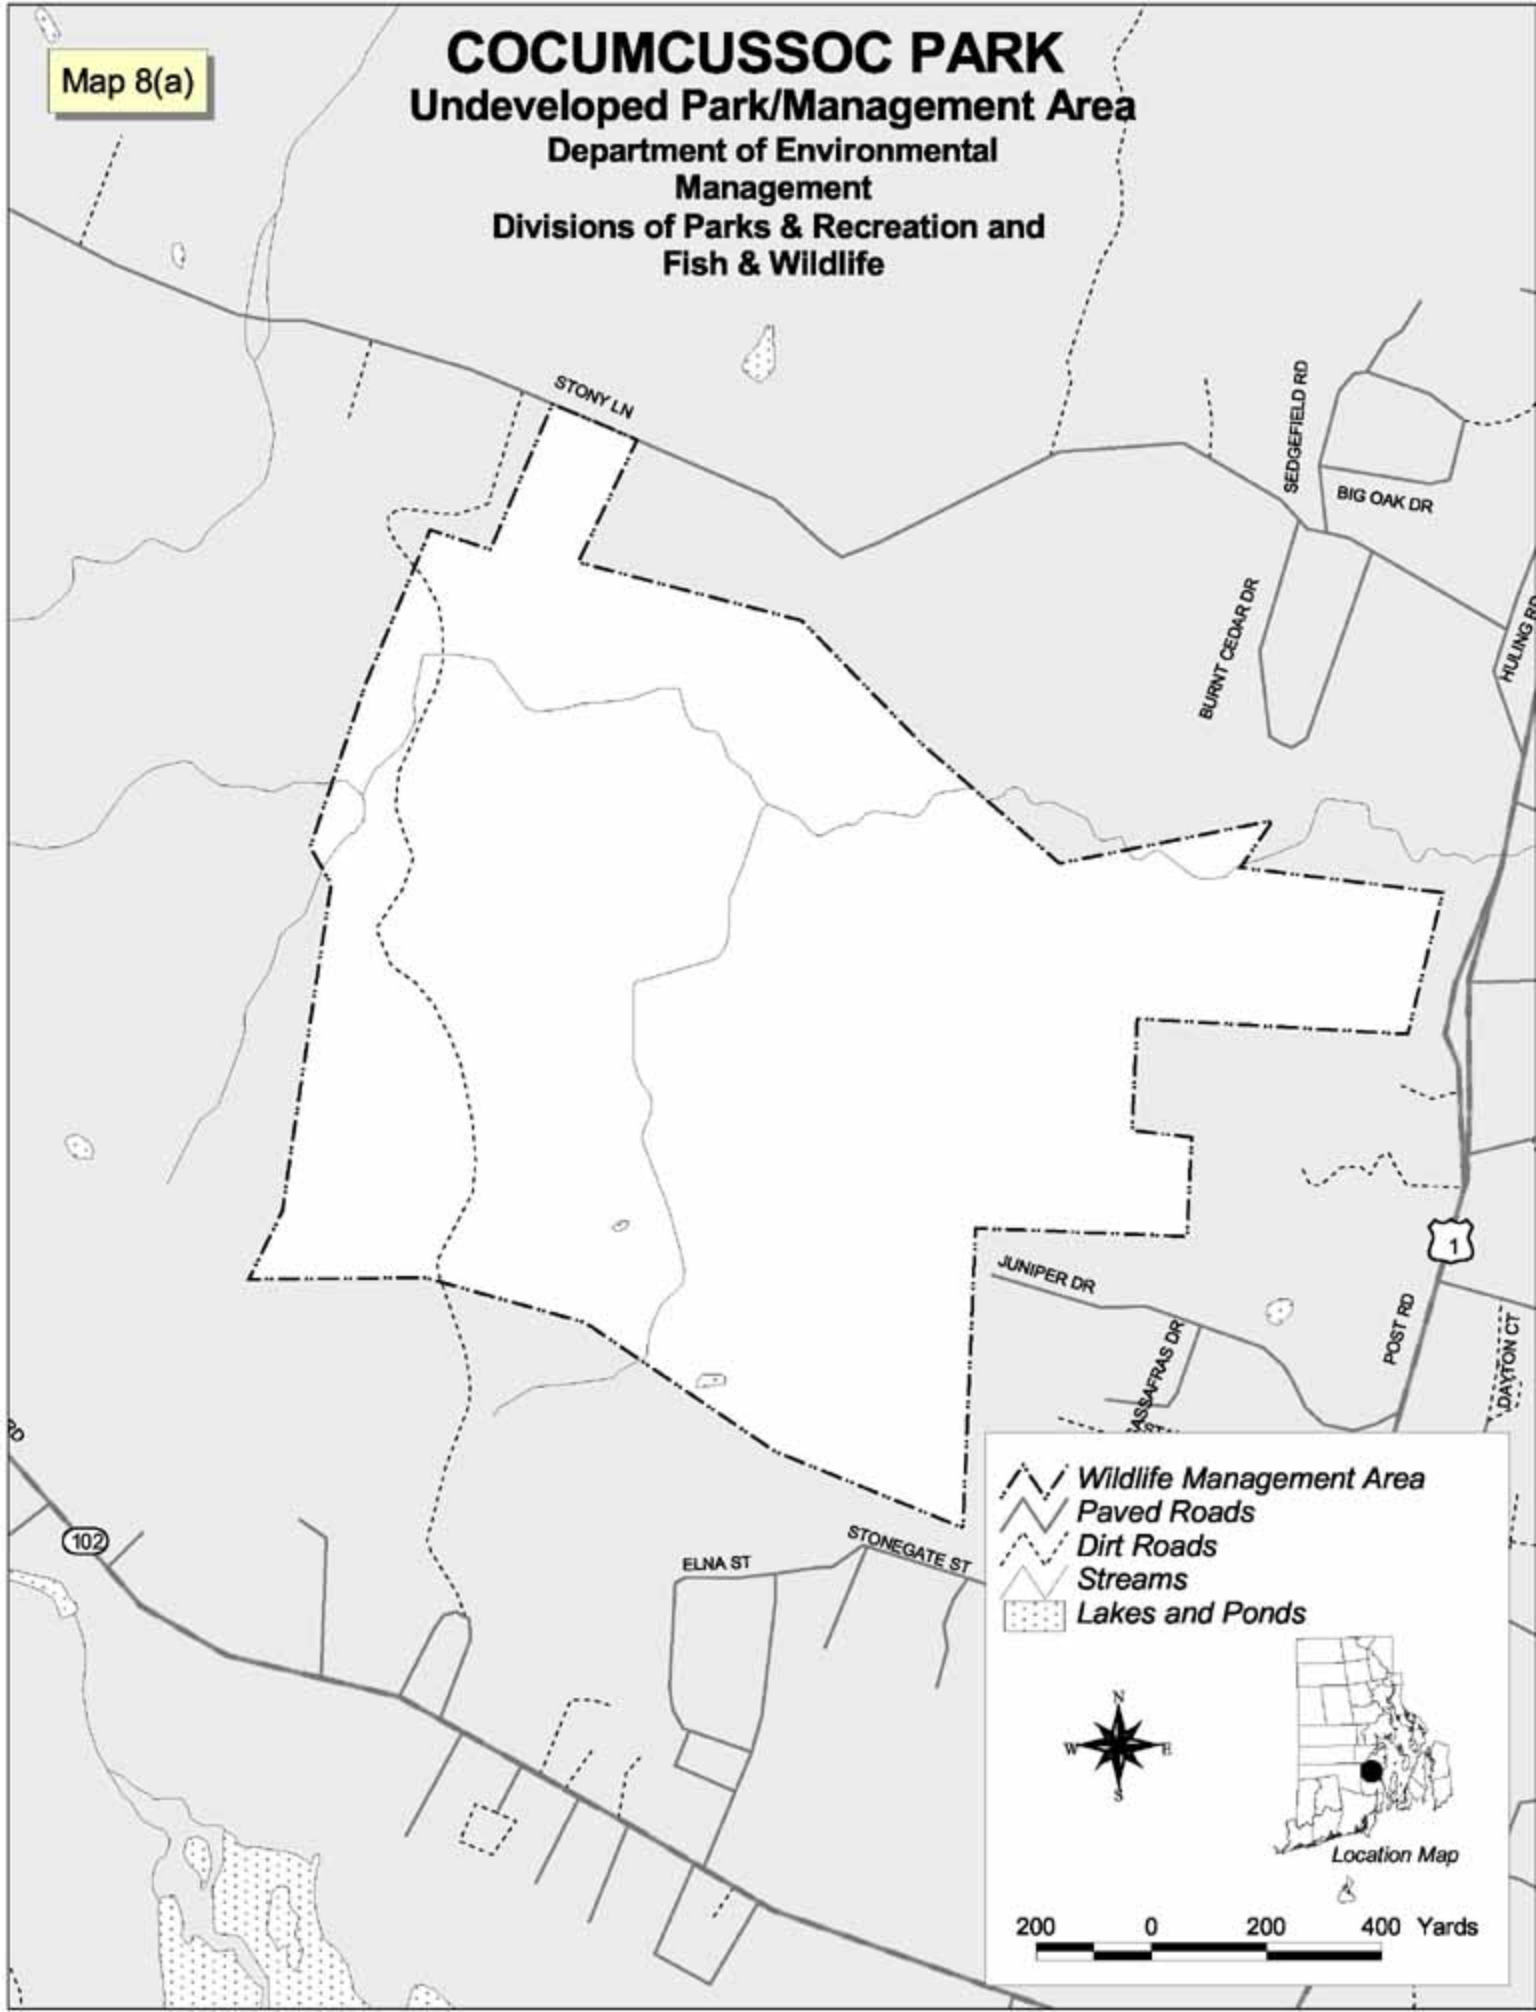 Map 8(a)
COCUMCUSSOC PARK
Undeveloped Park/Management Area
Department of Environmental
Management
Divisions of Parks & Recreation and
Fish & Wildlife
STONY LN
SEDGEFIELD RD
BIG OAK DR
BURNT CEDAR DR
HULING RD
1
JUNIPER DR
POST RD
DAYTON CT
ASSAFRAS DR
RD
102
ELNA ST
STONEGATE ST
Wildlife Management Area
Paved Roads
Dirt Roads
Streams
Lakes and Ponds
N
W E
S
Location Map
200 0 200 400 Yards